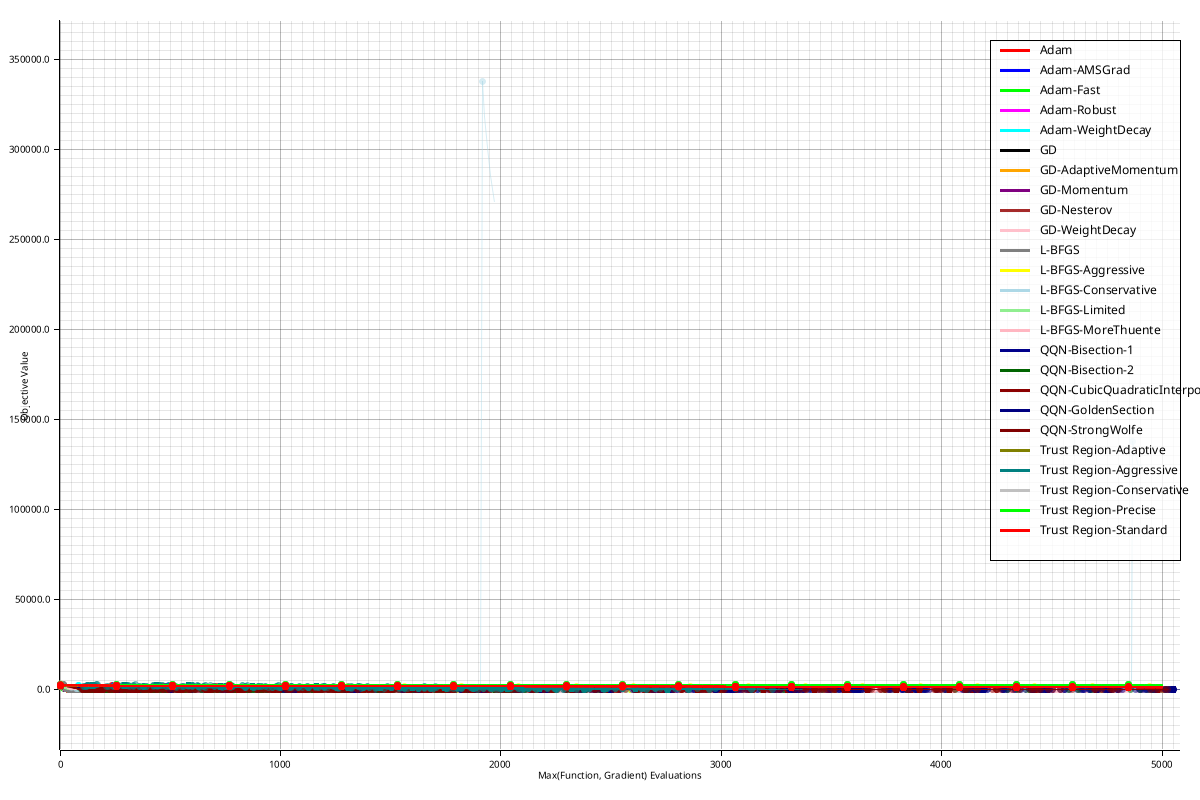 350000.0
300000.0
250000.0
200000.0
150000.0
100000.0
50000.0
0.0
Objective Value
0
1000
2000
3000
4000
5000
Max(Function, Gradient) Evaluations
Adam
Adam-AMSGrad
Adam-Fast
Adam-Robust
Adam-WeightDecay
GD
GD-AdaptiveMomentum
GD-Momentum
GD-Nesterov
GD-WeightDecay
L-BFGS
L-BFGS-Aggressive
L-BFGS-Conservative
L-BFGS-Limited
L-BFGS-MoreThuente
QQN-Bisection-1
QQN-Bisection-2
QQN-CubicQuadraticInterpo
QQN-GoldenSection
QQN-StrongWolfe
Trust Region-Adaptive
Trust Region-Aggressive
Trust Region-Conservative
Trust Region-Precise
Trust Region-Standard